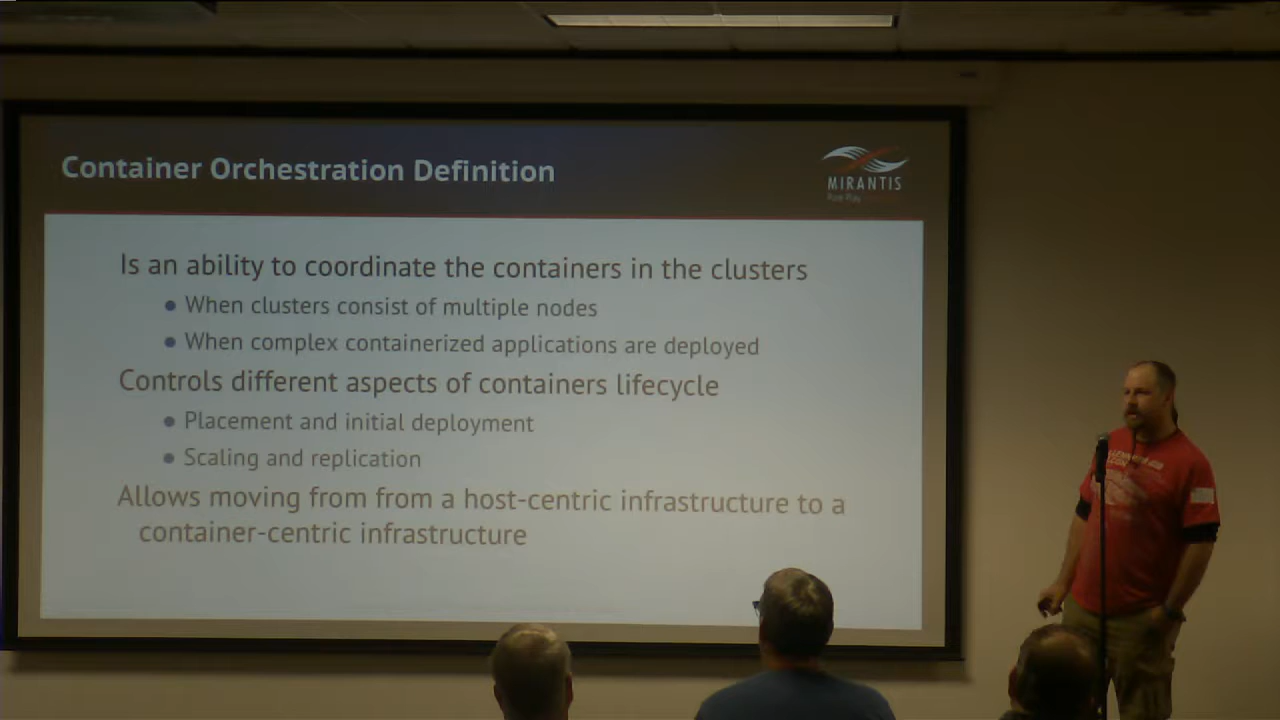 Container Orchestration Definition
MIRANTIS
Pure-Play
Is an ability to coordinate the containers in the clusters
When clusters consist of multiple nodes
When complex containerized applications are deployed
Controls different aspects of containers lifecycle
Placement and initial deployment
Scaling and replication
Allows moving from from a host-centric infrastructure to a
container-centric infrastructure